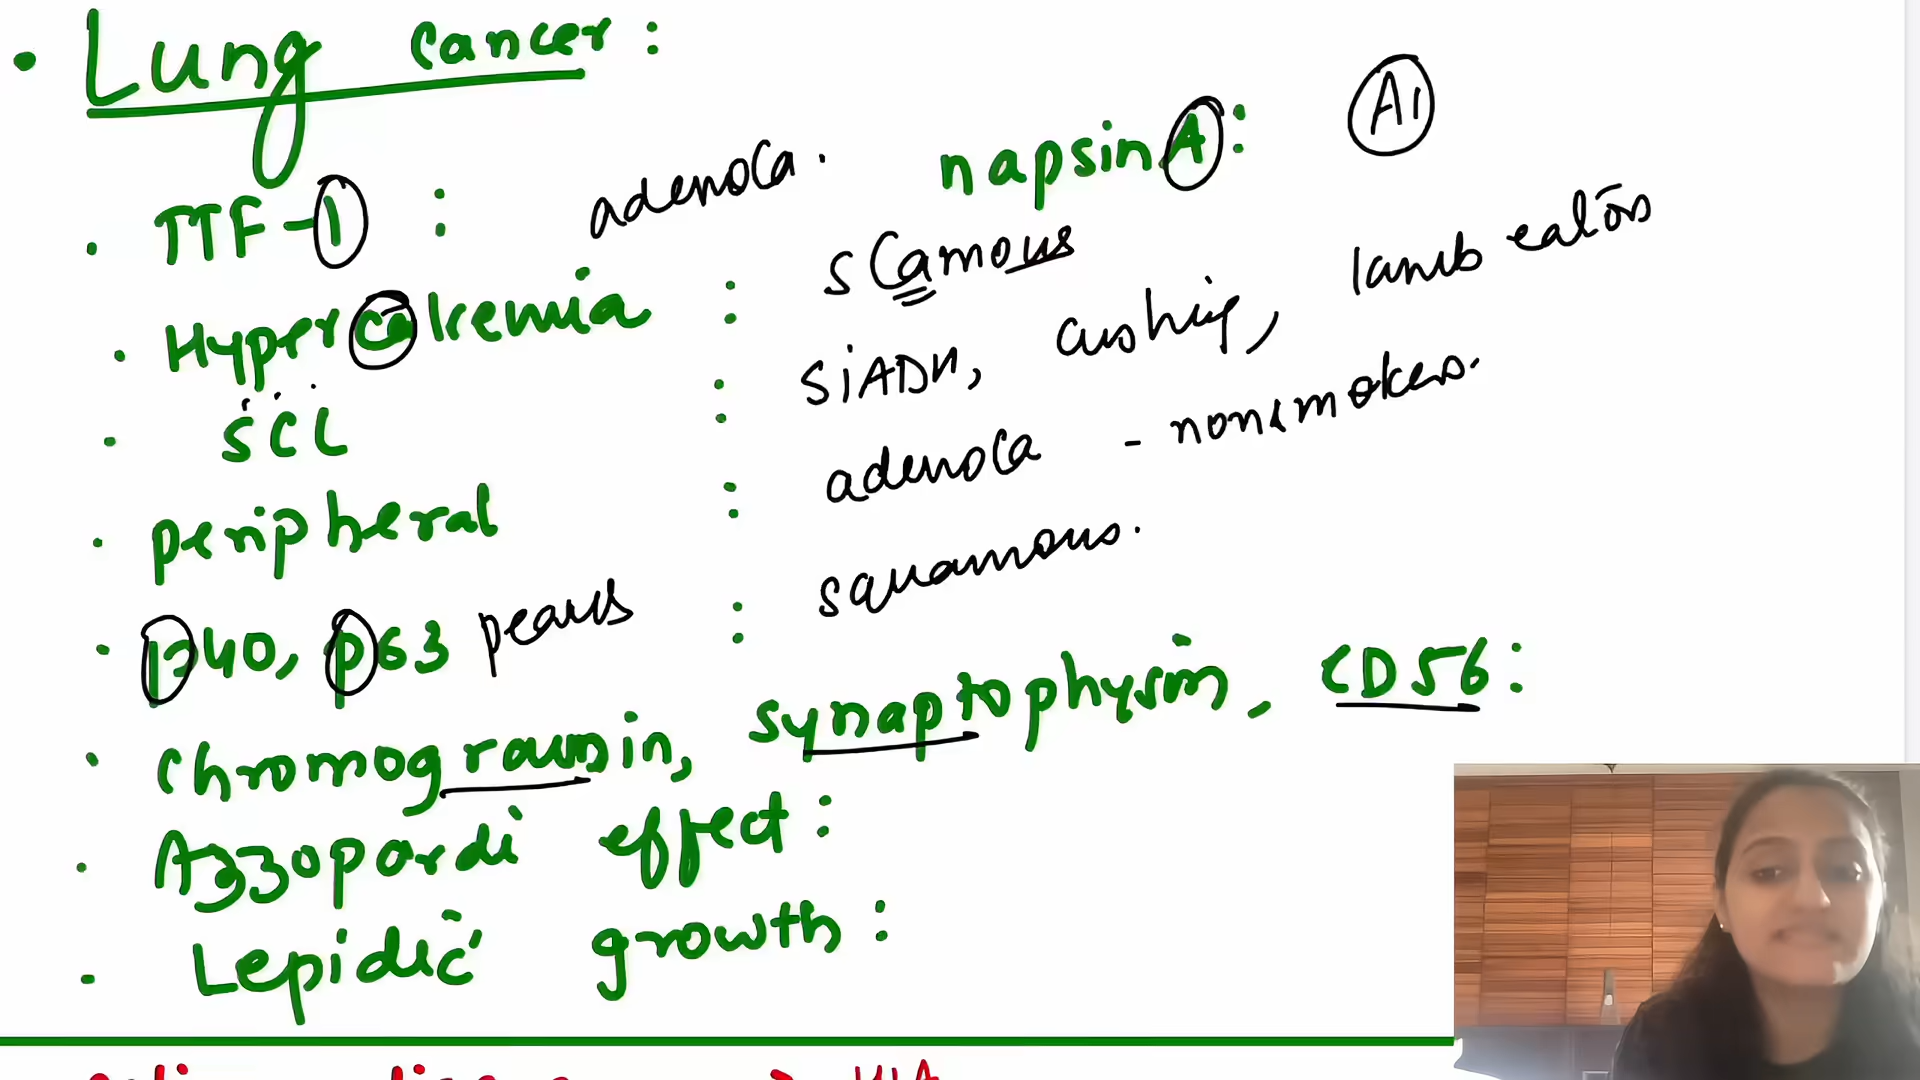 • Lung cancer:
• TTF-1 : adenoCa. napsinA: A1
• Hypercalcemia : SCamous
• SCL : SiADH, cushing, lamb eaton
• peripheral : adenoCa - nonsmokers.
• P40, p63 pearls : squamous.
• chromogranin, synaptophysin, CD56:
• Azzopardi effect:
• Lepidic growth: